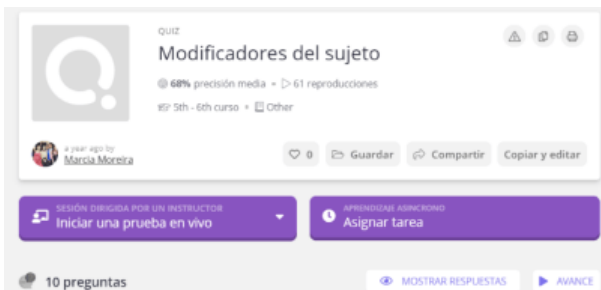 QUIZ
Modificadores del sujeto
68% precisión media • 61 reproducciones
5th - 6th curso • Other
a year ago by
Marcia Moreira
0 Guardar Compartir Copiar y editar
SESIÓN DIRIGIDA POR UN INSTRUCTOR
Iniciar una prueba en vivo
APRENDIZAJE ASINCRONO
Asignar tarea
10 preguntas
MOSTRAR RESPUESTAS
AVANCE